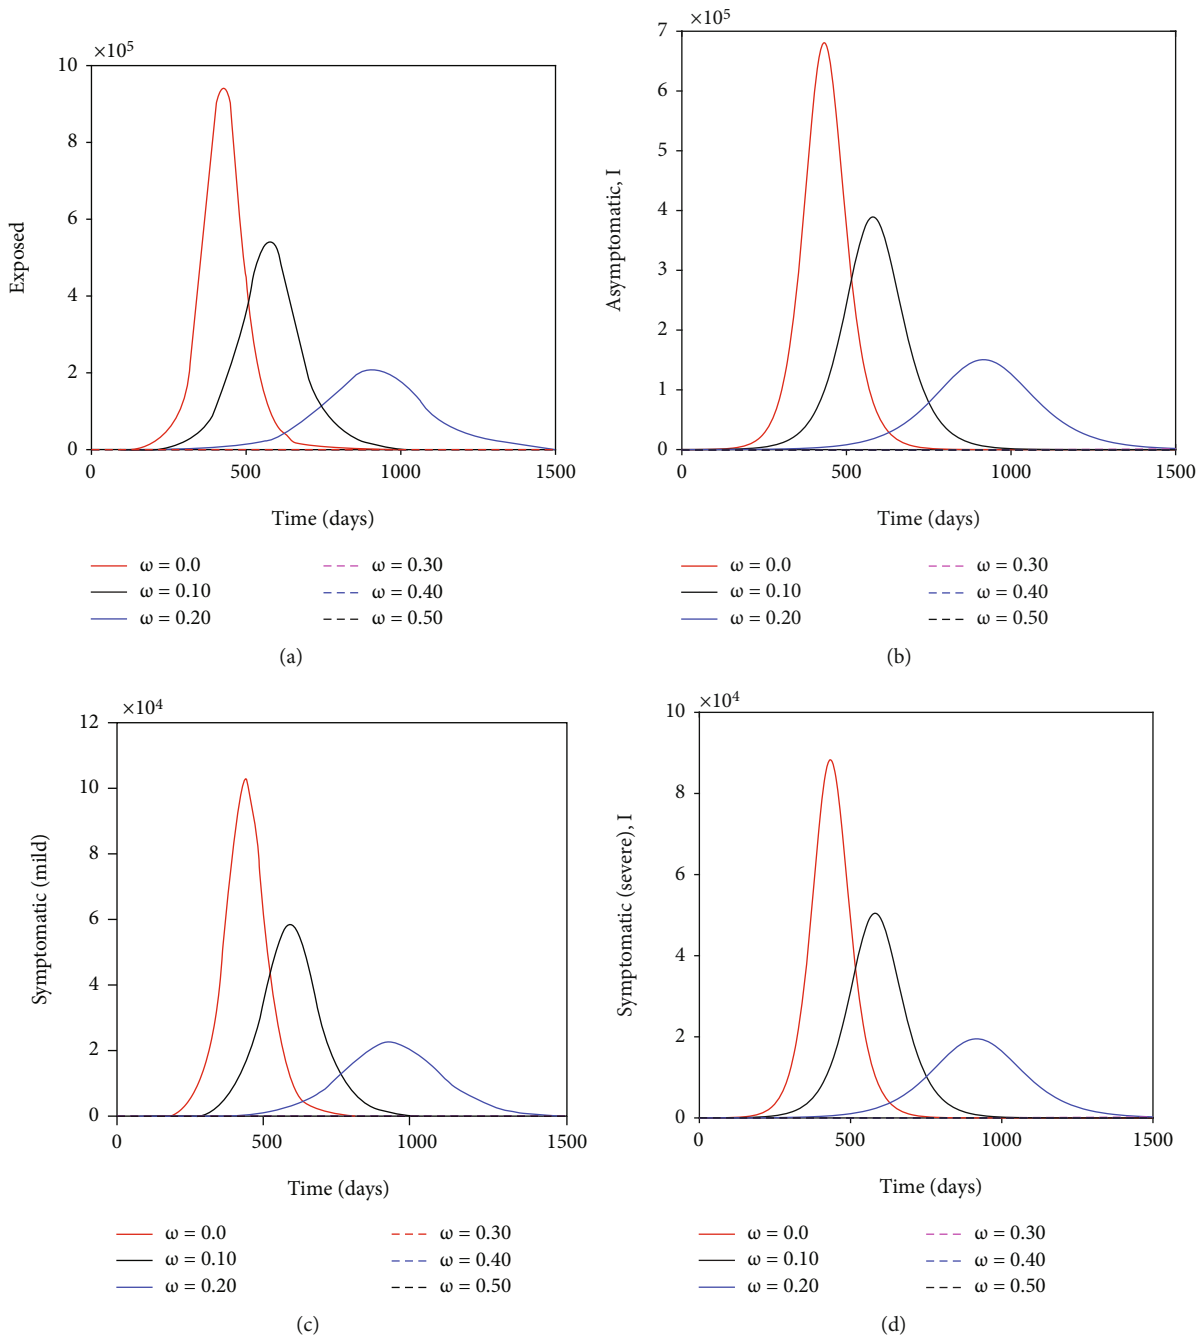 ×10⁵
10
8
6
4
2
0
Exposed
0 500 1000 1500
Time (days)
ω = 0.0 ω = 0.30
ω = 0.10 ω = 0.40
ω = 0.20 ω = 0.50
(a)
×10⁵
7
6
5
4
3
2
1
0
Asymptomatic, I
0 500 1000 1500
Time (days)
ω = 0.0 ω = 0.30
ω = 0.10 ω = 0.40
ω = 0.20 ω = 0.50
(b)
×10⁴
12
10
8
6
4
2
0
Symptomatic (mild)
0 500 1000 1500
Time (days)
ω = 0.0 ω = 0.30
ω = 0.10 ω = 0.40
ω = 0.20 ω = 0.50
(c)
×10⁴
10
8
6
4
2
0
Symptomatic (severe), I
0 500 1000 1500
Time (days)
ω = 0.0 ω = 0.30
ω = 0.10 ω = 0.40
ω = 0.20 ω = 0.50
(d)